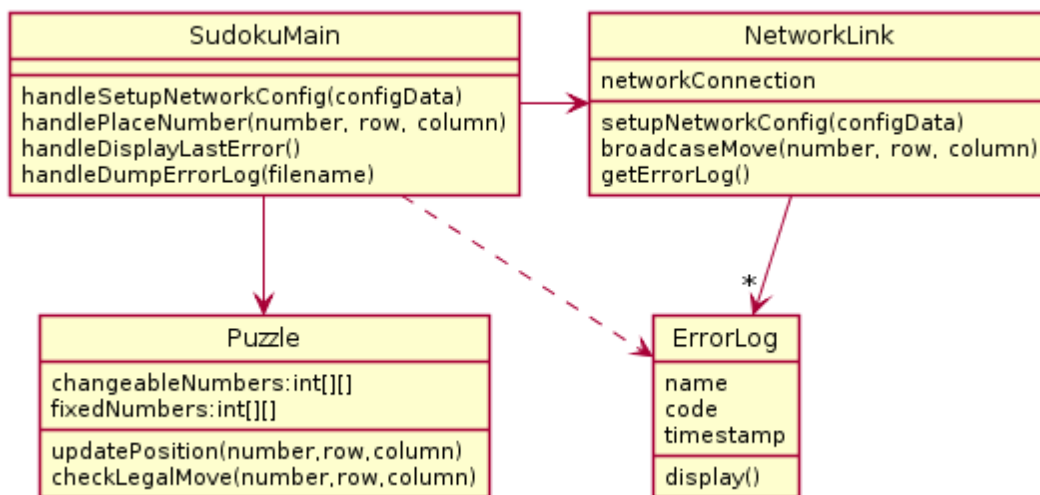 SudokuMain
handleSetupNetworkConfig(configData)
handlePlaceNumber(number, row, column)
handleDisplayLastError()
handleDumpErrorLog(filename)
NetworkLink
networkConnection
setupNetworkConfig(configData)
broadcaseMove(number, row, column)
getErrorLog()
*
Puzzle
changeableNumbers:int[][]
fixedNumbers:int[][]
updatePosition(number,row,column)
checkLegalMove(number,row,column)
ErrorLog
name
code
timestamp
display()